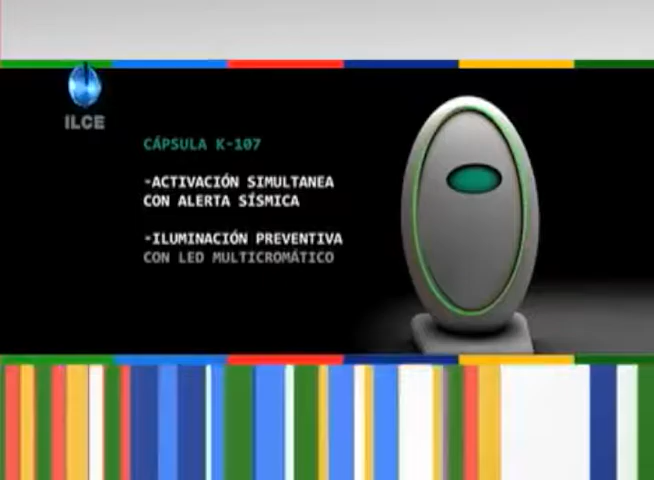 ILCE
CÁPSULA K-107
-ACTIVACIÓN SIMULTANEA
CON ALERTA SÍSMICA
-ILUMINACIÓN PREVENTIVA
CON LED MULTICROMÁTICO